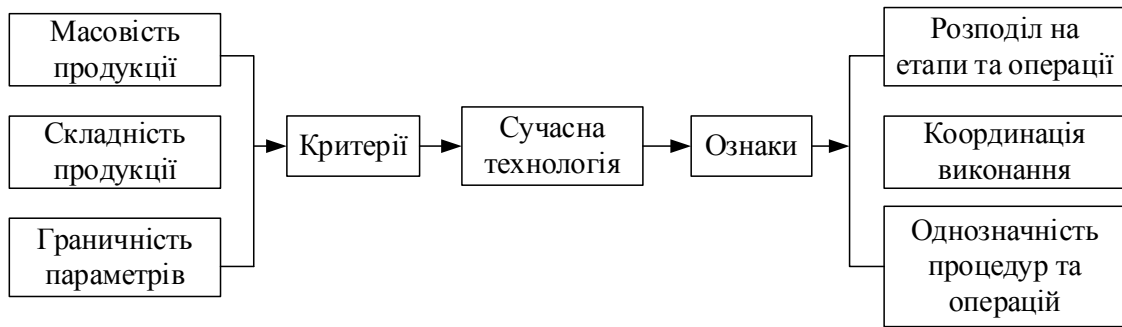 Масовість
продукції
Складність
продукції
Граничність
параметрів
Критерії
Сучасна
технологія
Ознаки
Розподіл на
етапи та операції
Координація
виконання
Однозначність
процедур та
операцій